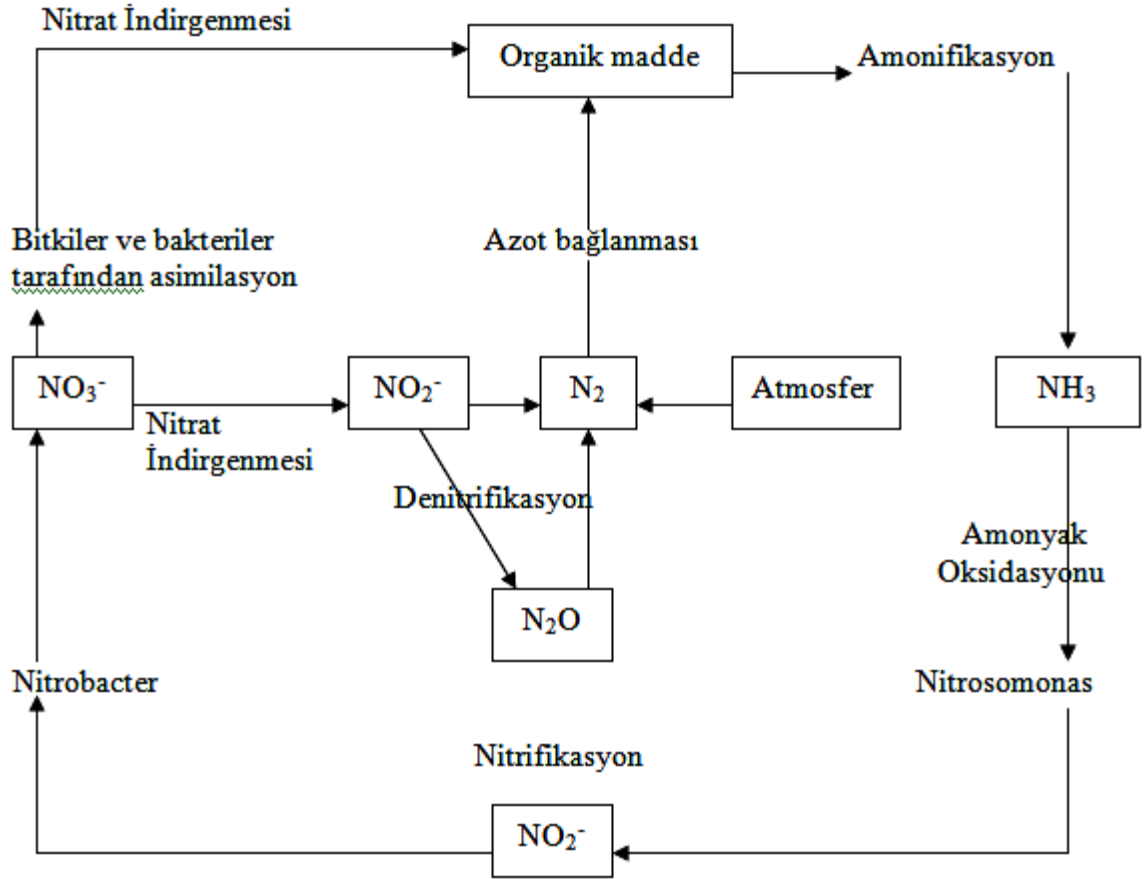 Nitrat İndirgenmesi
Organik madde
Amonifikasyon
Bitkiler ve bakteriler
tarafından asimilasyon
Azot bağlanması
NO₃⁻
NO₂⁻
N₂
Atmosfer
NH₃
Nitrat
İndirgenmesi
Denitrifikasyon
Amonyak
Oksidasyonu
N₂O
Nitrobacter
Nitrosomonas
Nitrifikasyon
NO₂⁻